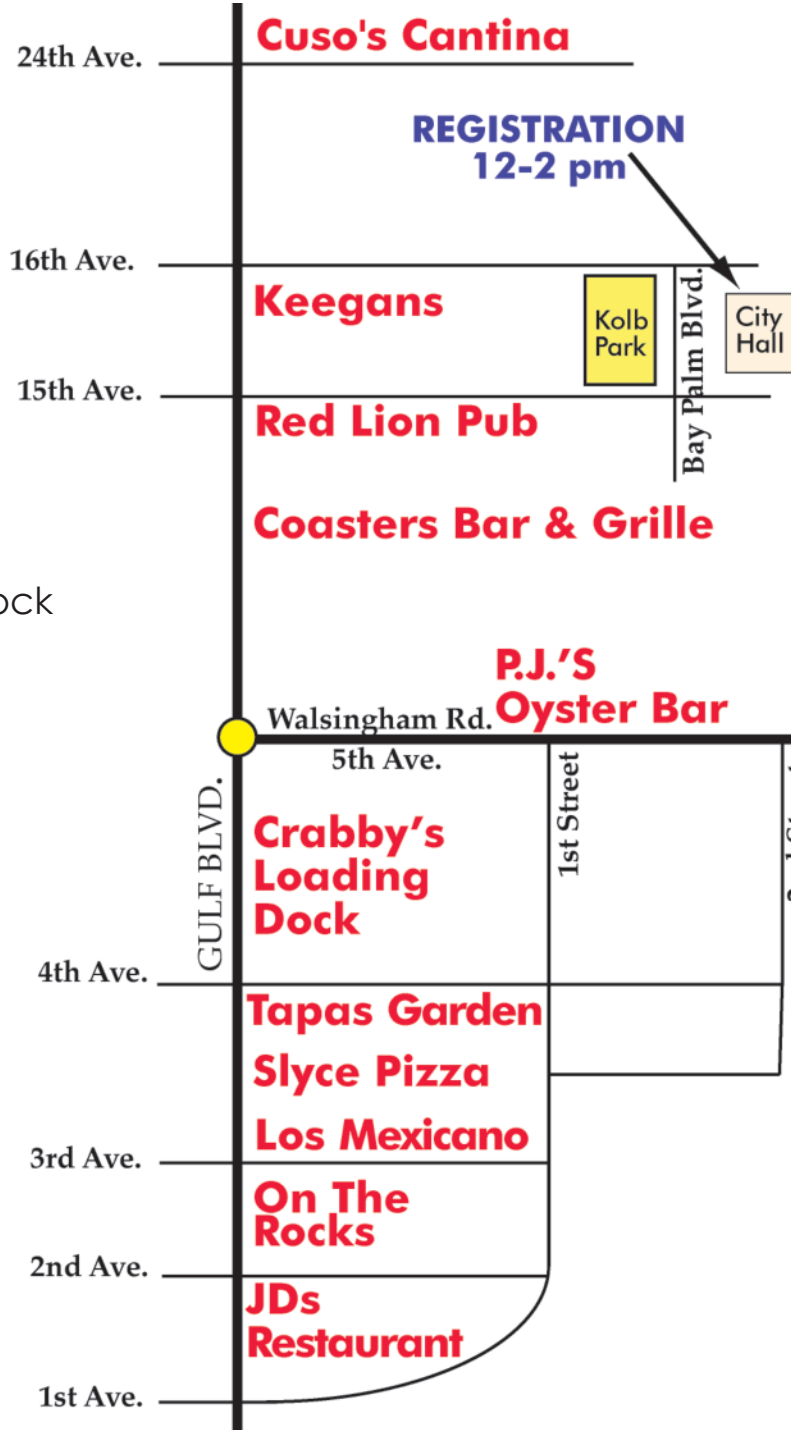 Cuso's Cantina
24th Ave.
REGISTRATION
12-2 pm
16th Ave.
Keegans
Kolb
Park
Bay Palm Blvd.
City
Hall
15th Ave.
Red Lion Pub
Coasters Bar & Grille
P.J.'S
Oyster Bar
Walsingham Rd.
5th Ave.
GULF BLVD.
1st Street
Crabby’s
Loading
Dock
4th Ave.
Tapas Garden
Slyce Pizza
Los Mexicano
3rd Ave.
On The
Rocks
2nd Ave.
JDs
Restaurant
1st Ave.